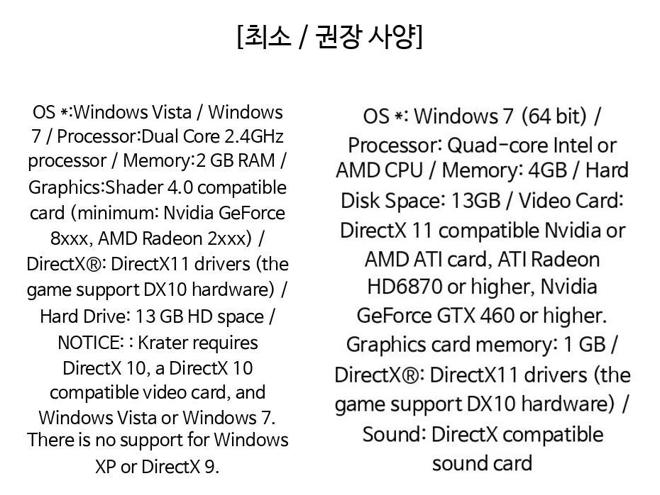 [최소 / 권장 사양]
OS *:Windows Vista / Windows
7 / Processor:Dual Core 2.4GHz
processor / Memory:2 GB RAM /
Graphics:Shader 4.0 compatible
card (minimum: Nvidia GeForce
8xxx, AMD Radeon 2xxx) /
DirectX®: DirectX11 drivers (the
game support DX10 hardware) /
Hard Drive: 13 GB HD space /
NOTICE: : Krater requires
DirectX 10, a DirectX 10
compatible video card, and
Windows Vista or Windows 7.
There is no support for Windows
XP or DirectX 9.
OS *: Windows 7 (64 bit) /
Processor: Quad-core Intel or
AMD CPU / Memory: 4GB / Hard
Disk Space: 13GB / Video Card:
DirectX 11 compatible Nvidia or
AMD ATI card, ATI Radeon
HD6870 or higher, Nvidia
GeForce GTX 460 or higher.
Graphics card memory: 1 GB /
DirectX®: DirectX11 drivers (the
game support DX10 hardware) /
Sound: DirectX compatible
sound card